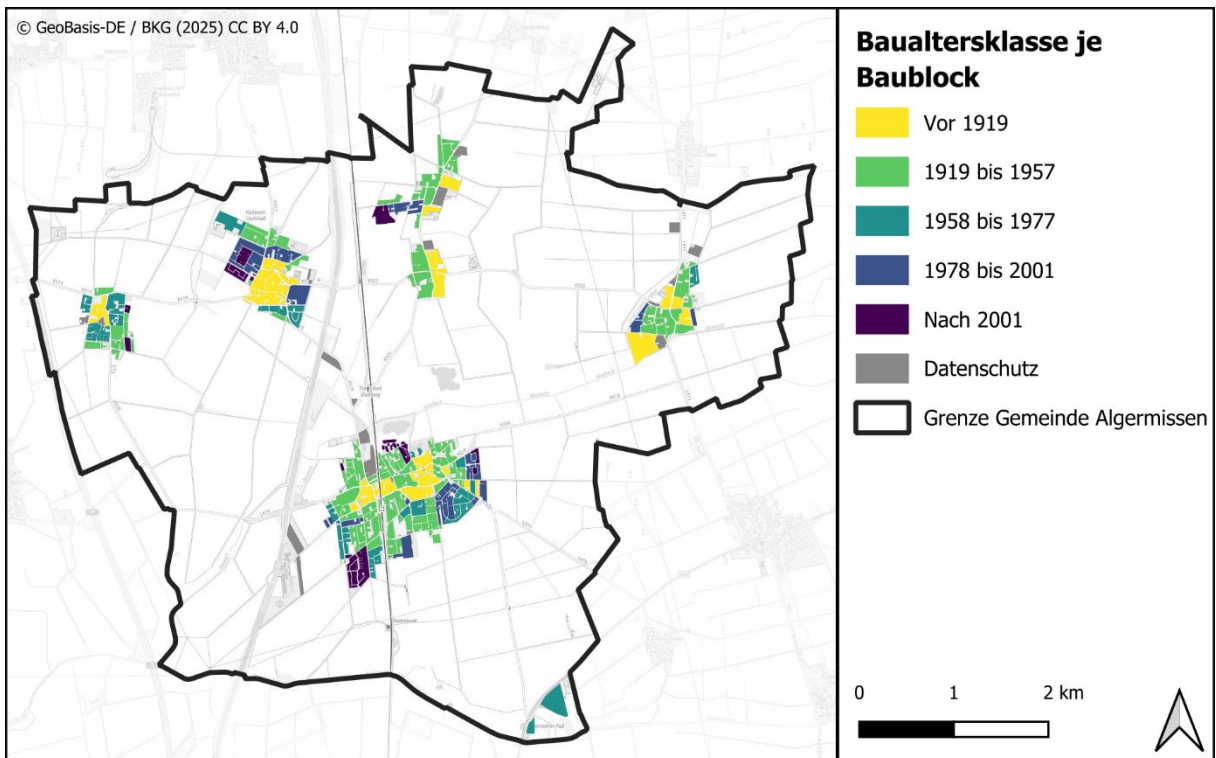 © GeoBasis-DE / BKG (2025) CC BY 4.0
Baualtersklasse je
Baublock
Vor 1919
1919 bis 1957
1958 bis 1977
1978 bis 2001
Nach 2001
Datenschutz
Grenze Gemeinde Algermissen
0 1 2 km